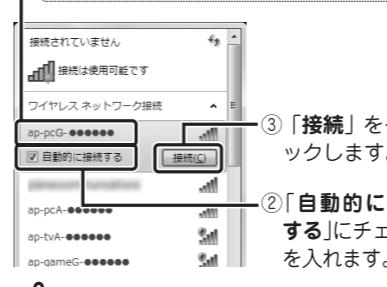 接続されていません
接続は使用可能です
ワイヤレス ネットワーク接続
ap-pcG-●●●●●●
自動的に接続する
接続(C)
ap-pcA-●●●●●●
ap-tvA-●●●●●●
ap-gameG-●●●●●●
③「接続」を
ックします。
②「自動的に
する」にチェ
を入れます。